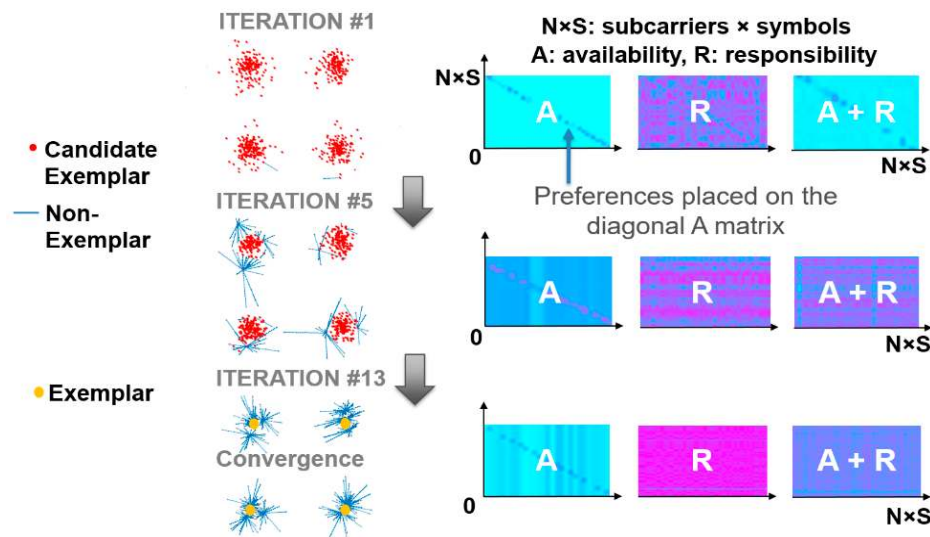 ITERATION #1
Candidate
Exemplar
Non-
Exemplar
ITERATION #5
ITERATION #13
Exemplar
Convergence
N×S: subcarriers × symbols
A: availability, R: responsibility
N×S
A
R
A + R
0
N×S
Preferences placed on the
diagonal A matrix
A
R
A + R
0
N×S
A
R
A + R
0
N×S